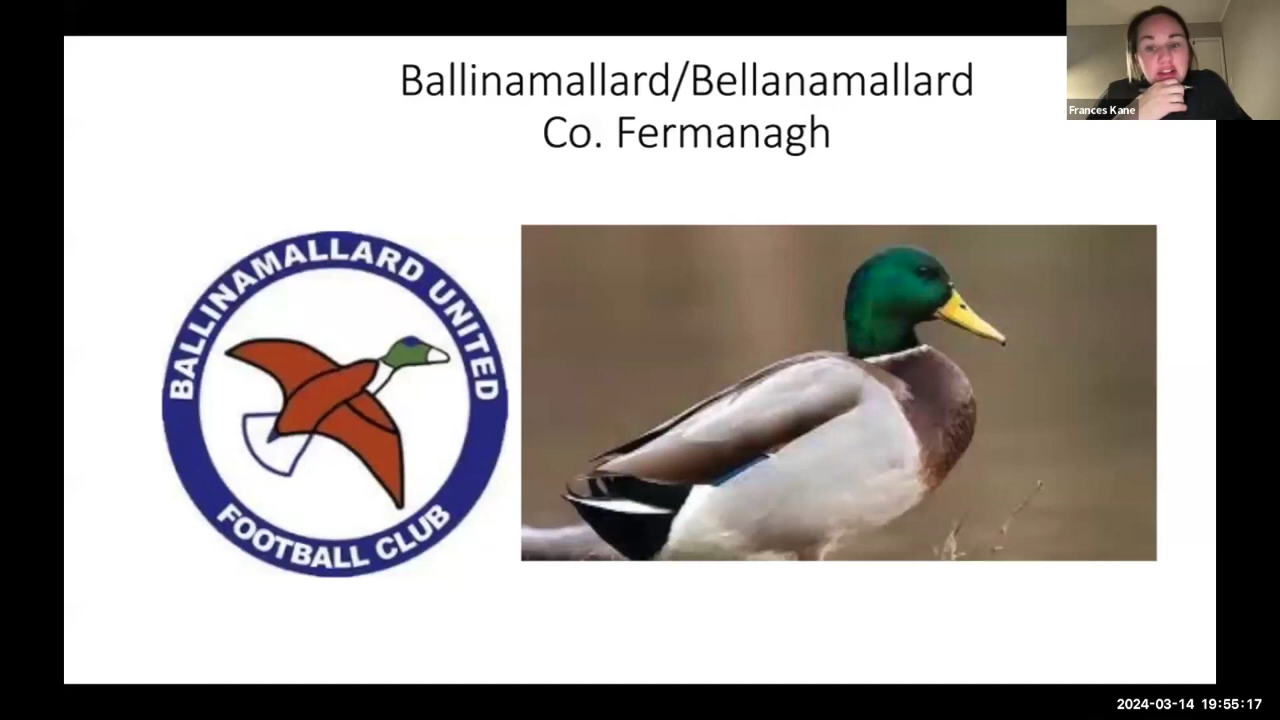 Ballinamallard/Bellanamallard
Co. Fermanagh
Frances Kane
BALLINAMALLARD UNITED
FOOTBALL CLUB
2024-03-14 19:55:17